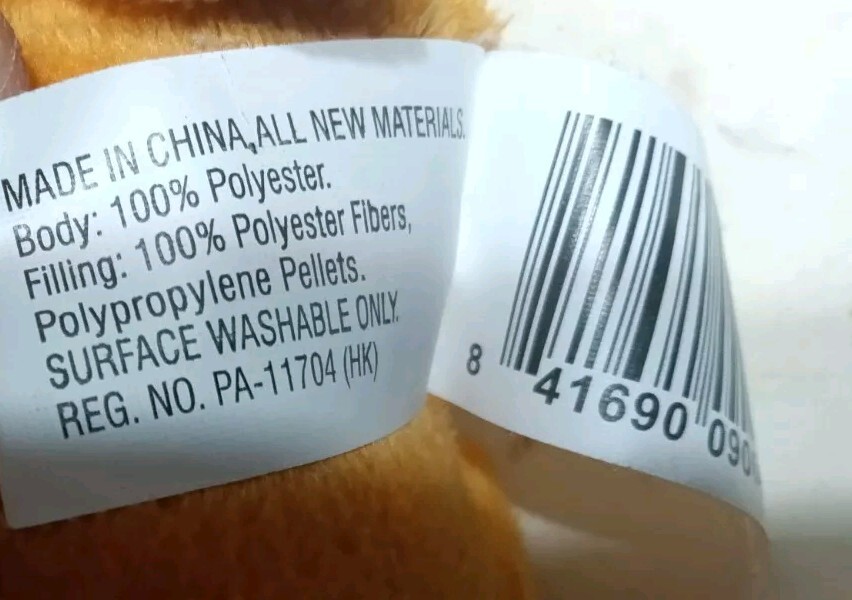 MADE IN CHINA,ALL NEW MATERIALS.
Body: 100% Polyester.
Filling: 100% Polyester Fibers,
Polypropylene Pellets.
SURFACE WASHABLE ONLY.
REG. NO. PA-11704 (HK)
8 41690 090